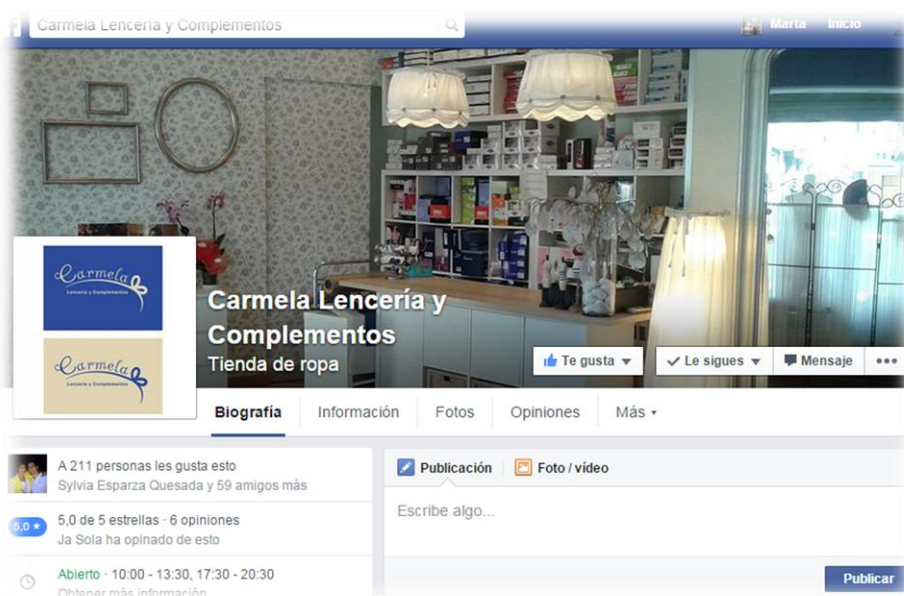 Carmela Lencería y Complementos
Marta Inicio
Carmela
Lencería y Complementos
Carmela
Lencería y Complementos
Carmela Lencería y
Complementos
Tienda de ropa
Te gusta
Le sigues
Mensaje
Biografía Información Fotos Opiniones Más
A 211 personas les gusta esto
Sylvia Esparza Quesada y 59 amigos más
5,0
5,0 de 5 estrellas · 6 opiniones
Ja Sola ha opinado de esto
Abierto · 10:00 - 13:30, 17:30 - 20:30
Obtener más información
Publicación Foto / vídeo
Escribe algo...
Publicar